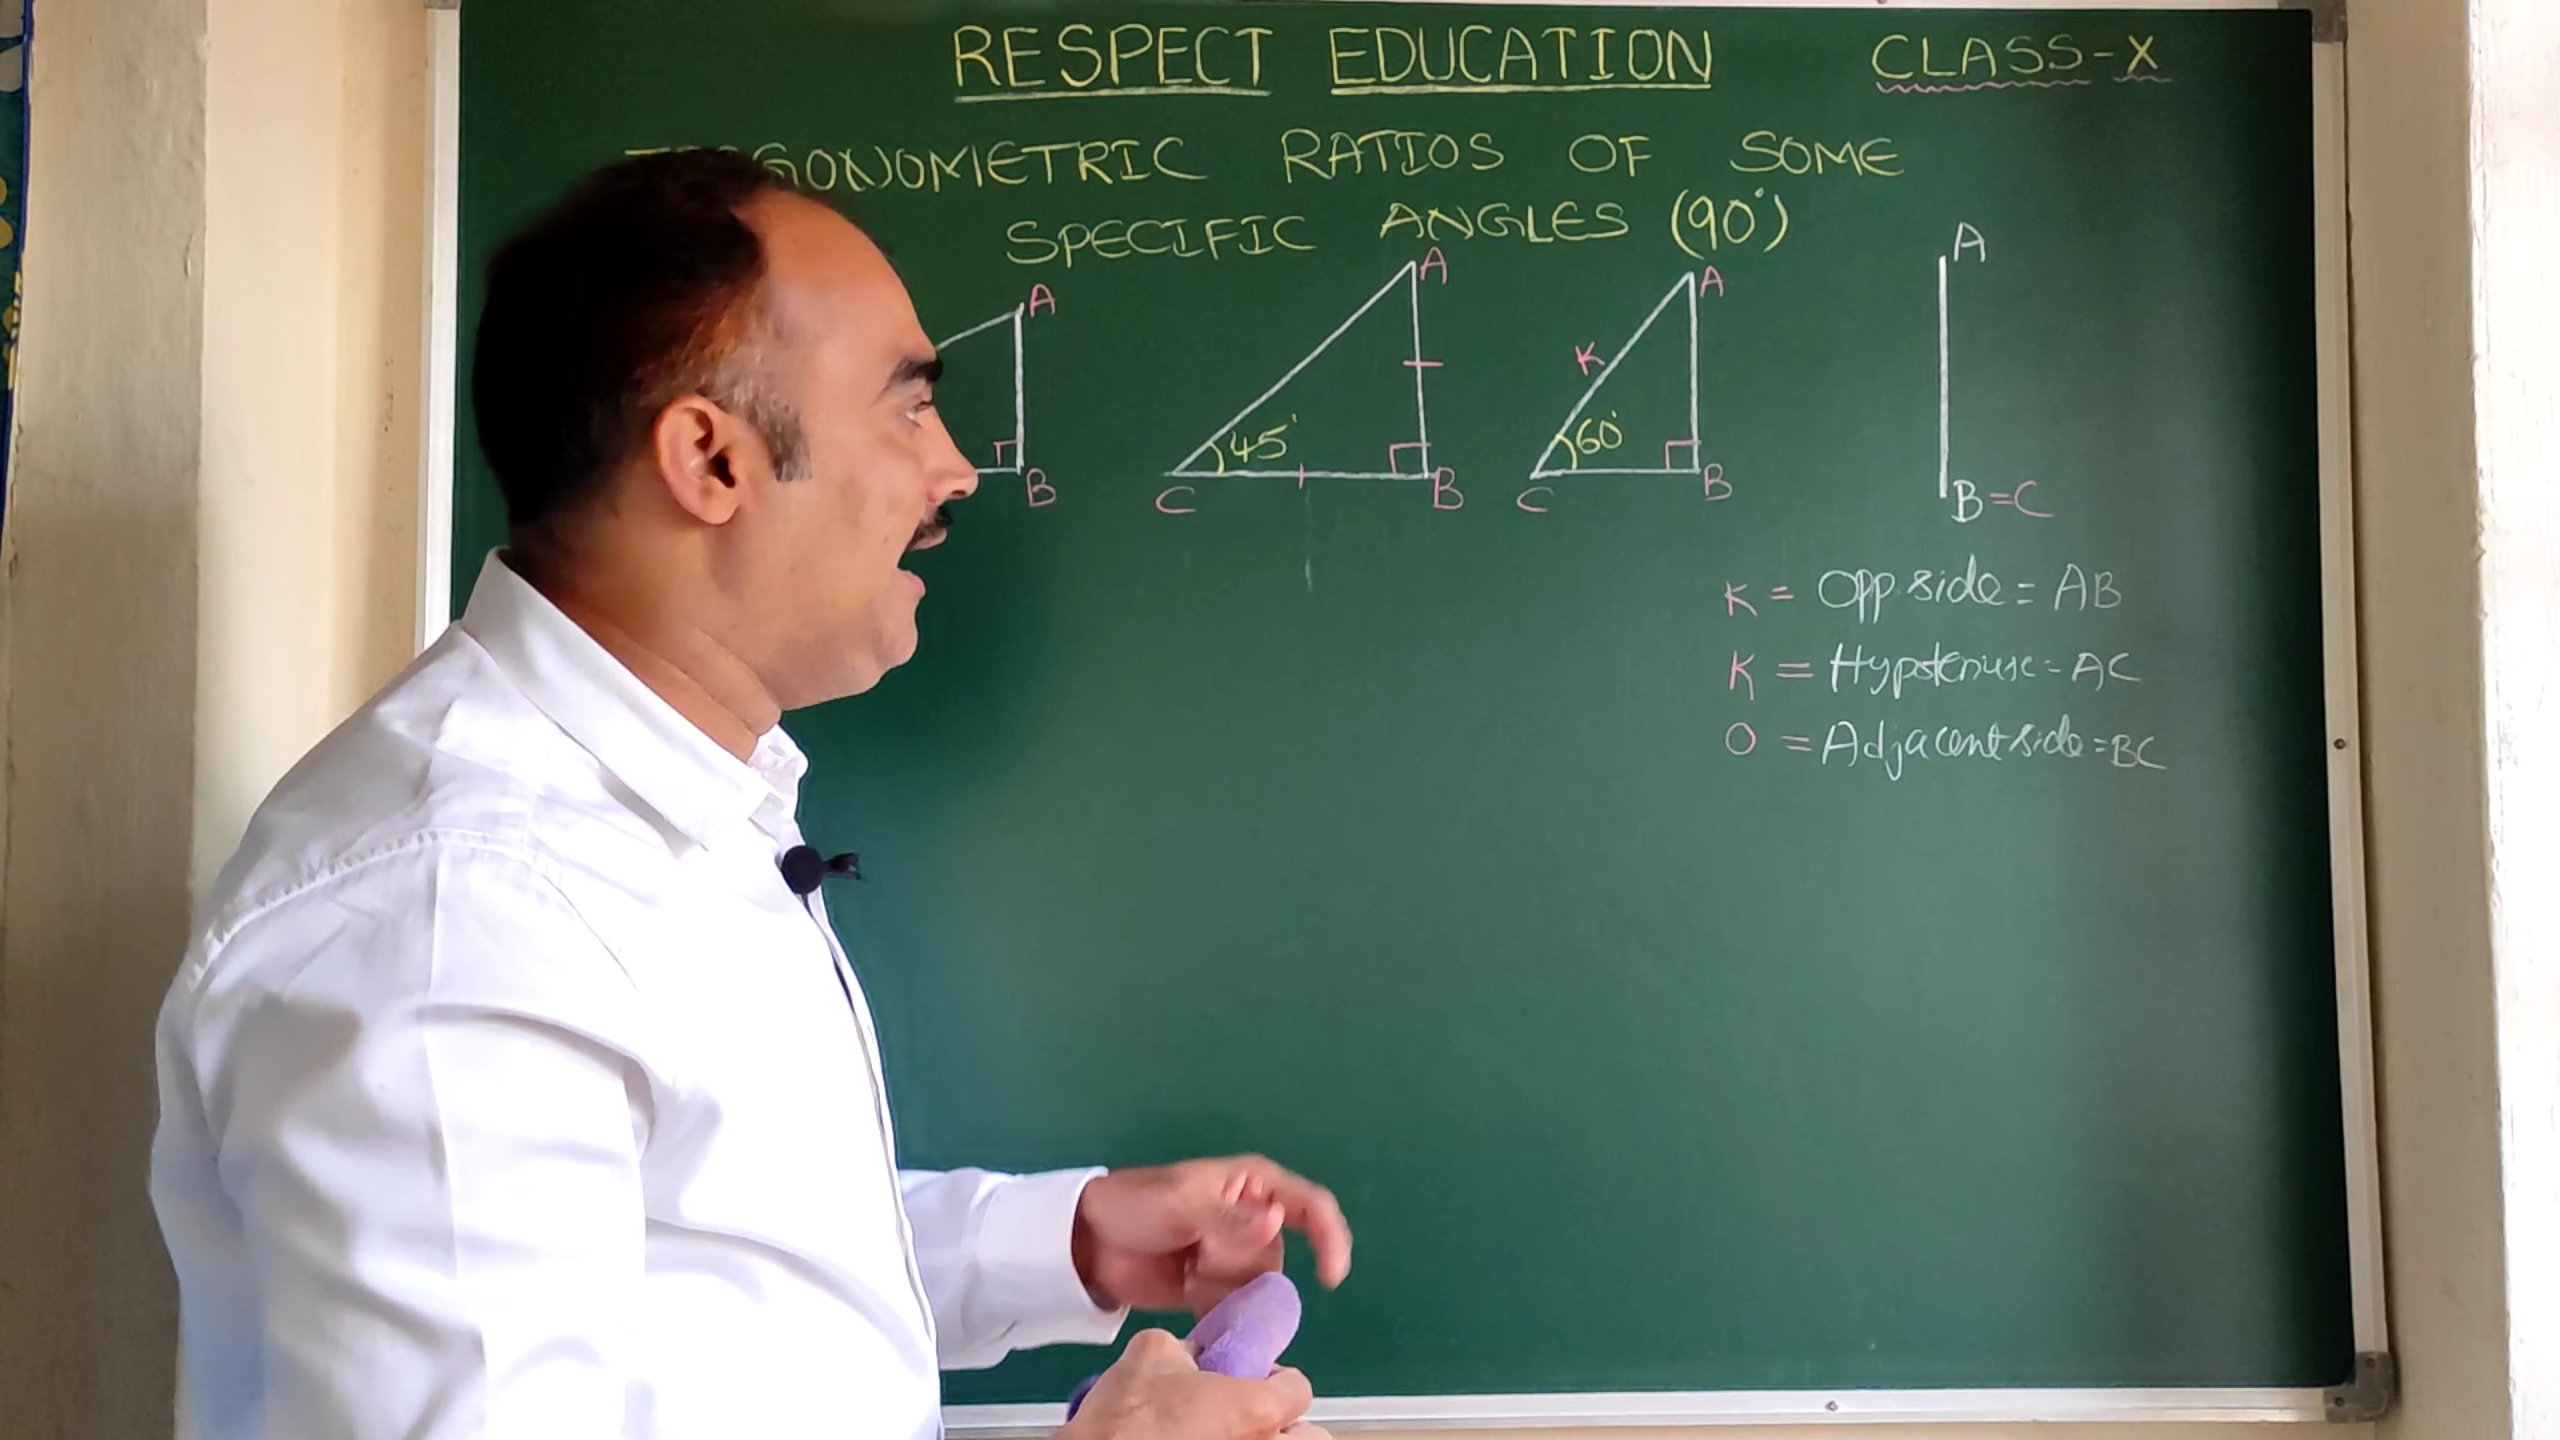 RESPECT EDUCATION CLASS-X
TRIGONOMETRIC RATIOS OF SOME
SPECIFIC ANGLES (90°)
A B
A 45° C B
A K 60° C B
A
B=C
K = Opp.side = AB
K = Hypotenuse = AC
0 = Adjacent side = BC